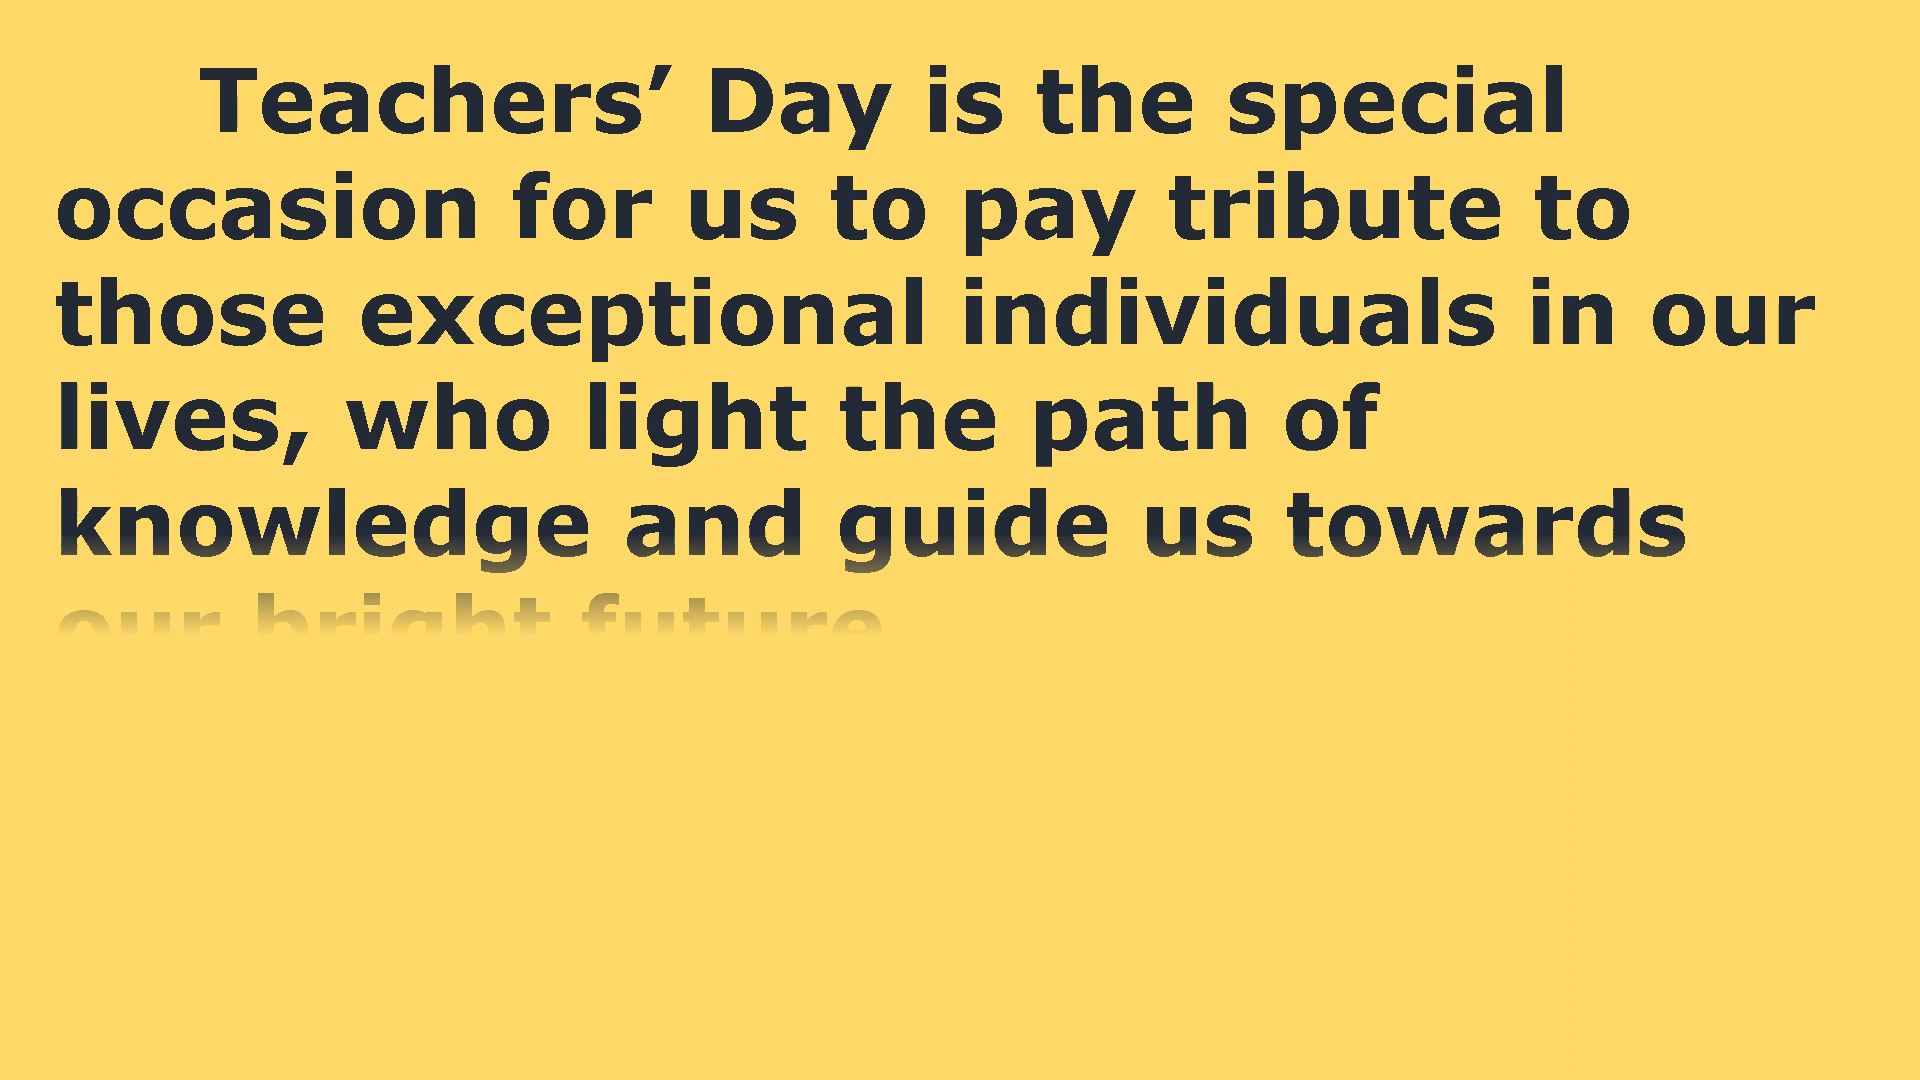 Teachers’ Day is the special
occasion for us to pay tribute to
those exceptional individuals in our
lives, who light the path of
knowledge and guide us towards
our bright future